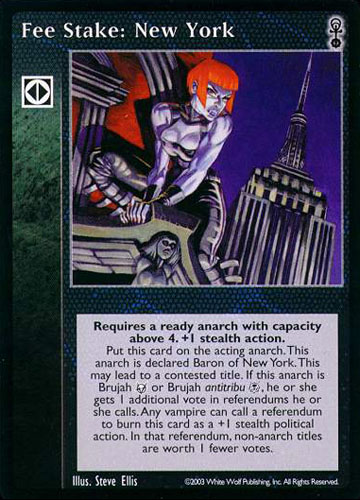 Fee Stake: New York
Requires a ready anarch with capacity
above 4. +1 stealth action.
Put this card on the acting anarch. This
anarch is declared Baron of New York. This
may lead to a contested title. If this anarch is
Brujah or Brujah antitribu, he or she
gets 1 additional vote in referendums he or
she calls. Any vampire can call a referendum
to burn this card as a +1 stealth political
action. In that referendum, non-anarch titles
are worth 1 fewer votes.
Illus. Steve Ellis
©2003 White Wolf Publishing, Inc. All Rights Reserved.